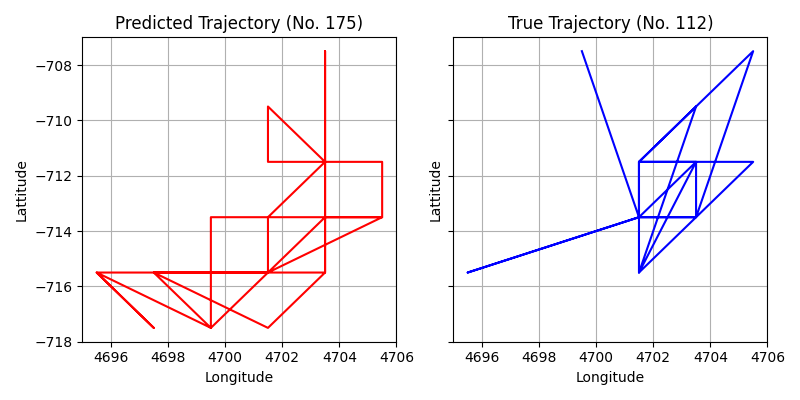 Predicted Trajectory (No. 175)
True Trajectory (No. 112)
−708
−710
−712
−714
−716
−718
Lattitude
Lattitude
4696 4698 4700 4702 4704 4706
4696 4698 4700 4702 4704 4706
Longitude
Longitude